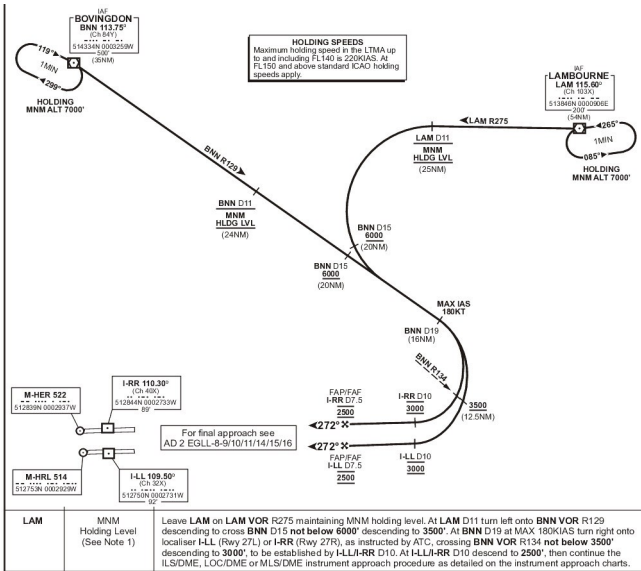 IAF
BOVINGDON
BNN 113.75º
(Ch 84Y)
514334N 0003259W
500'
(35NM)
119°
1MIN
299°
HOLDING
MNM ALT 7000'
HOLDING SPEEDS
Maximum holding speed in the LTMA up
to and including FL140 is 220KIAS. At
FL150 and above standard ICAO holding
speeds apply.
IAF
LAMBOURNE
LAM 115.60º
(Ch 103X)
513846N 0000906E
200'
(54NM)
265°
1MIN
085°
HOLDING
MNM ALT 7000'
LAM R275
LAM D11
MNM
HLDG LVL
(25NM)
BNN R129
BNN D11
MNM
HLDG LVL
(24NM)
BNN D15
6000
(20NM)
BNN D15
6000
(20NM)
MAX IAS
180KT
BNN D19
(16NM)
BNN R134
3500
(12.5NM)
I-RR 110.30º
(Ch 40X)
512844N 0002733W
89'
M-HER 522
512839N 0002937W
For final approach see
AD 2 EGLL-8-9/10/11/14/15/16
FAP/FAF
I-RR D7.5
2500
I-RR D10
3000
272°
272°
FAP/FAF
I-LL D7.5
2500
I-LL D10
3000
M-HRL 514
512753N 0002929W
I-LL 109.50º
(Ch 32X)
512750N 0002731W
92'
LAM
MNM
Holding Level
(See Note 1)
Leave LAM on LAM VOR R275 maintaining MNM holding level. At LAM D11 turn left onto BNN VOR R129
descending to cross BNN D15 not below 6000' descending to 3500'. At BNN D19 at MAX 180KIAS turn right onto
localiser I-LL (Rwy 27L) or I-RR (Rwy 27R), as instructed by ATC, crossing BNN VOR R134 not below 3500'
descending to 3000', to be established by I-LL/I-RR D10. At I-LL/I-RR D10 descend to 2500', then continue the
ILS/DME, LOC/DME or MLS/DME instrument approach procedure as detailed on the instrument approach charts.